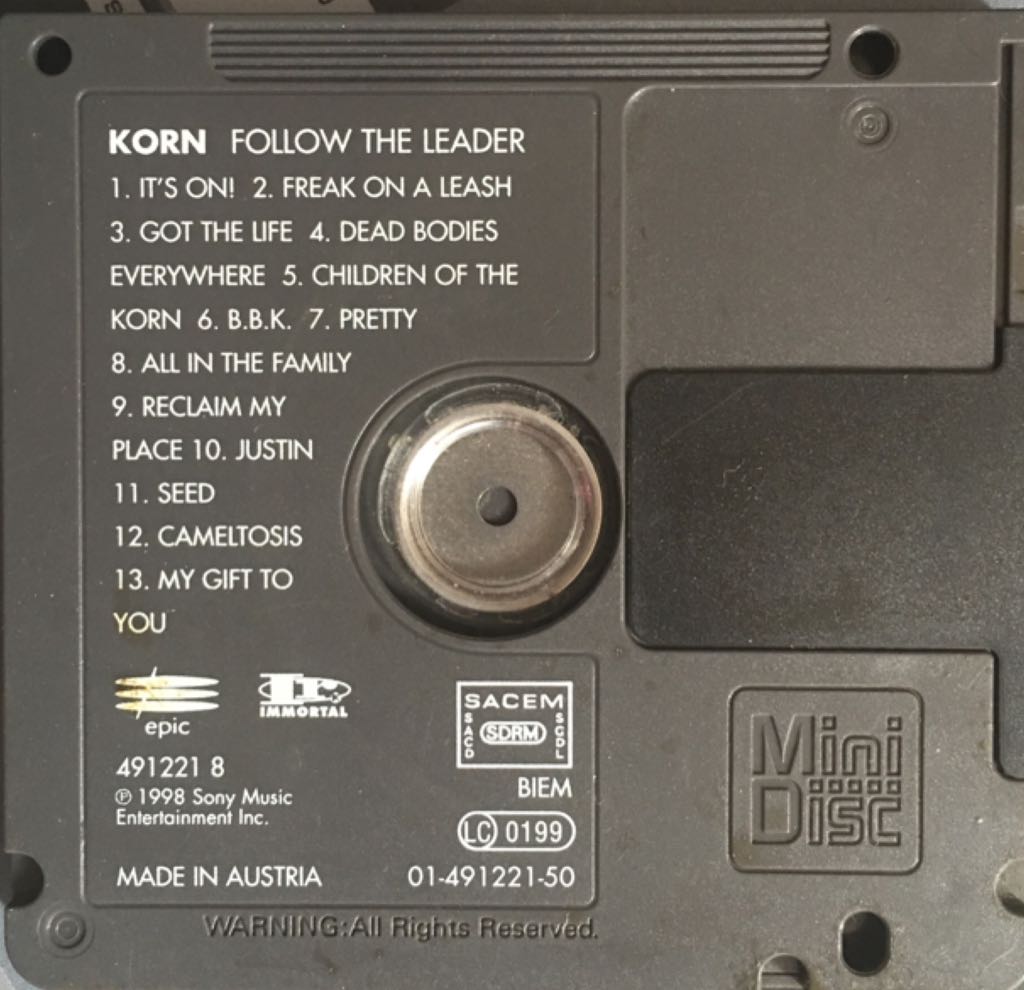 KORN FOLLOW THE LEADER
1. IT'S ON! 2. FREAK ON A LEASH
3. GOT THE LIFE 4. DEAD BODIES
EVERYWHERE 5. CHILDREN OF THE
KORN 6. B.B.K. 7. PRETTY
8. ALL IN THE FAMILY
9. RECLAIM MY
PLACE 10. JUSTIN
11. SEED
12. CAMELTOSIS
13. MY GIFT TO
YOU
epic
Ir
IMMORTAL
SACEM
SACD
SDRM
SGDL
BIEM
491221 8
℗ 1998 Sony Music
Entertainment Inc.
LC 0199
MADE IN AUSTRIA 01-491221-50
WARNING:All Rights Reserved.
Mini
Disc